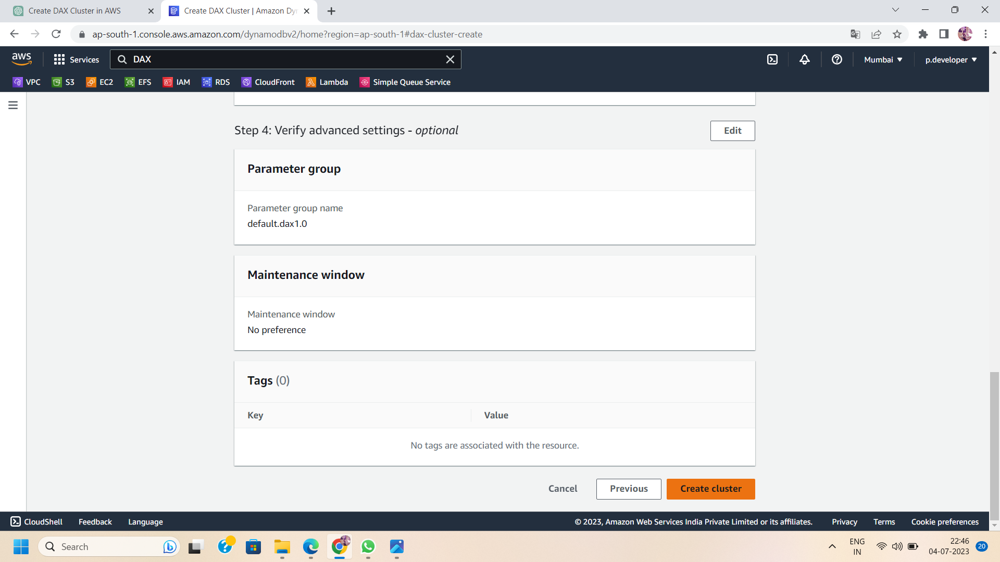 Create DAX Cluster in AWS
Create DAX Cluster | Amazon Dy
ap-south-1.console.aws.amazon.com/dynamodbv2/home?region=ap-south-1#dax-cluster-create
aws
Services
DAX
Mumbai
p.developer
VPC S3 EC2 EFS IAM RDS CloudFront Lambda Simple Queue Service
Step 4: Verify advanced settings - optional
Edit
Parameter group
Parameter group name
default.dax1.0
Maintenance window
Maintenance window
No preference
Tags (0)
Key Value
No tags are associated with the resource.
Cancel Previous Create cluster
CloudShell Feedback Language © 2023, Amazon Web Services India Private Limited or its affiliates. Privacy Terms Cookie preferences
Search
ENG
IN
22:46
04-07-2023
20